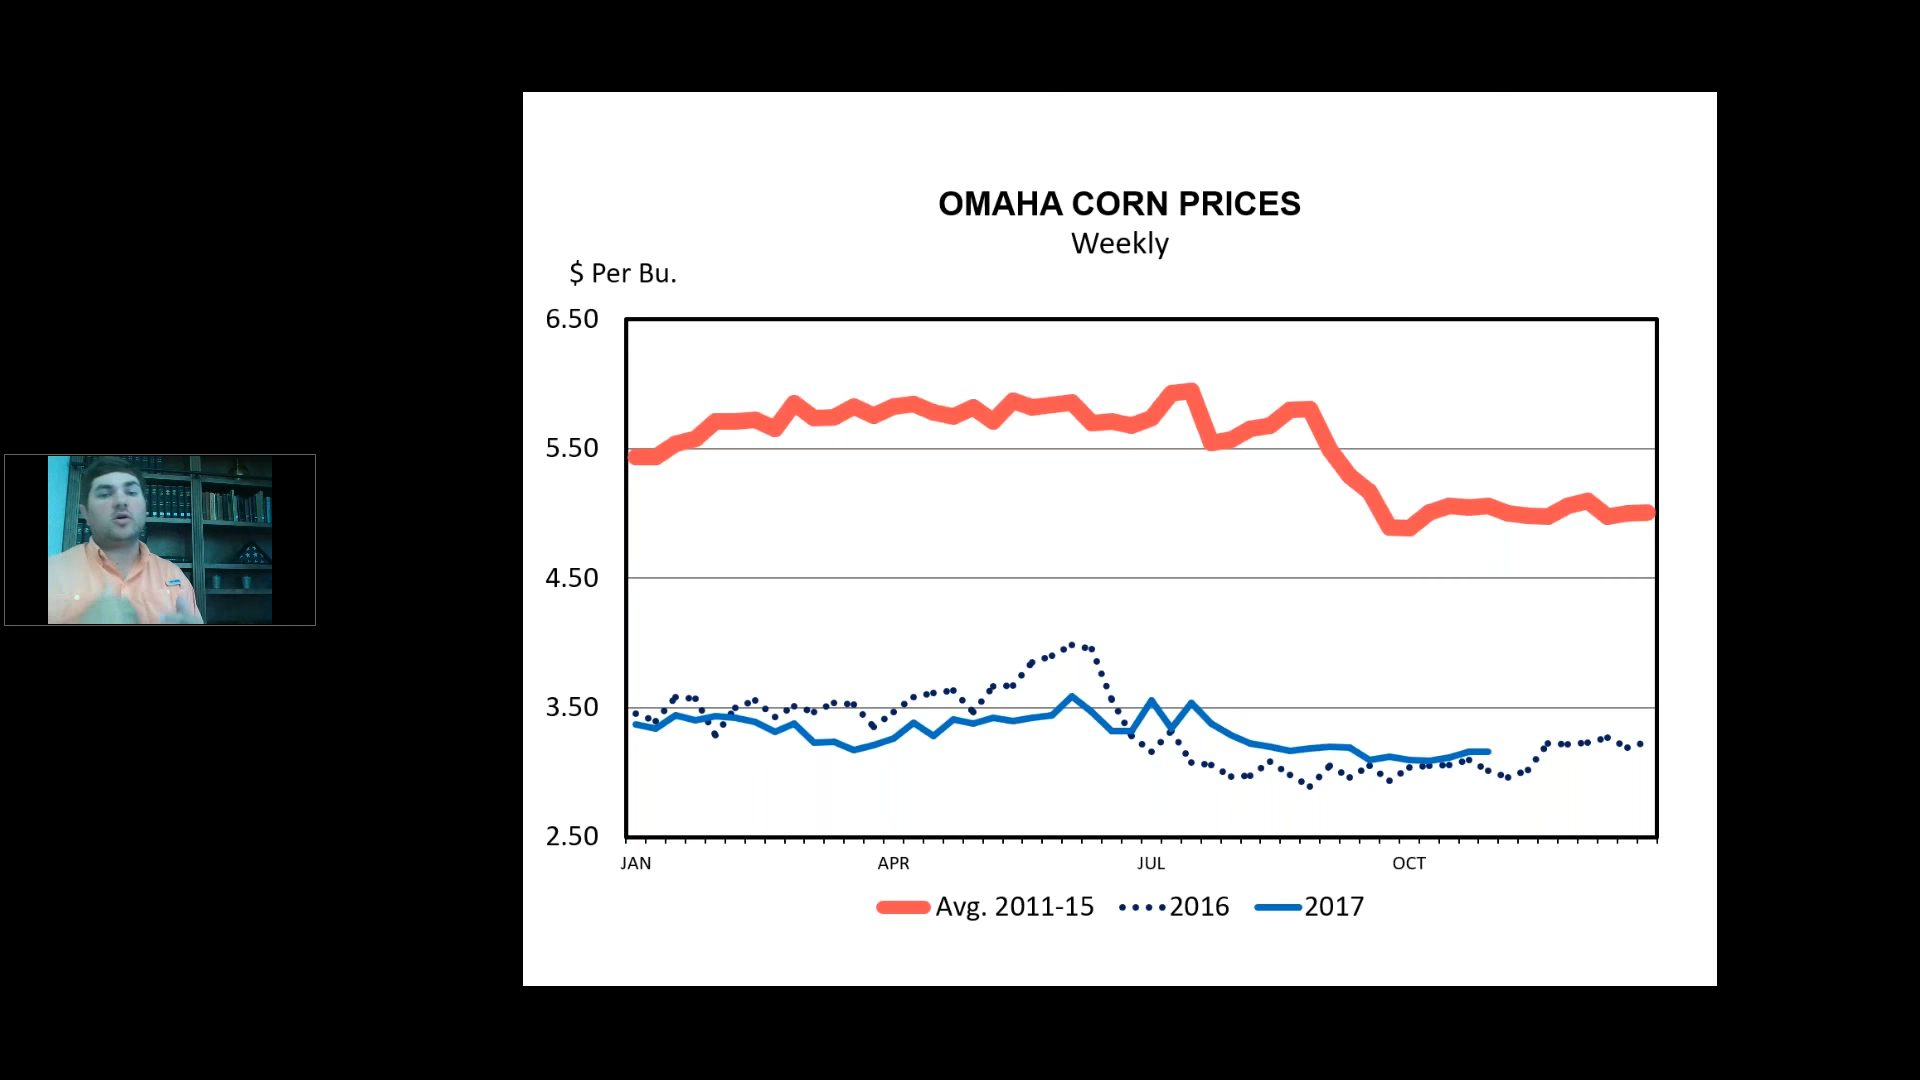 OMAHA CORN PRICES
Weekly
$ Per Bu.
6.50
5.50
4.50
3.50
2.50
JAN APR JUL OCT
Avg. 2011-15 2016 2017